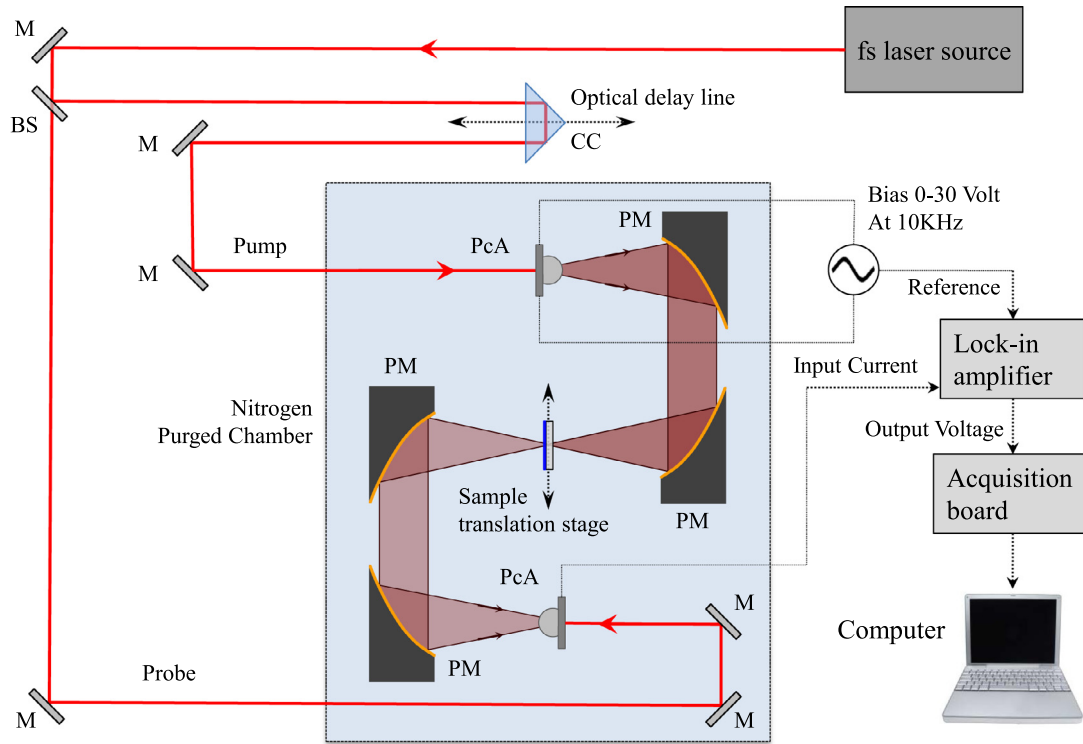 M
fs laser source
BS
Optical delay line
CC
M
Bias 0-30 Volt
At 10KHz
PM
PcA
Pump
M
Reference
Lock-in
amplifier
Input Current
PM
Nitrogen
Purged Chamber
Output Voltage
Acquisition
board
Sample
translation stage
PM
PcA
M
Computer
PM
Probe
M
M